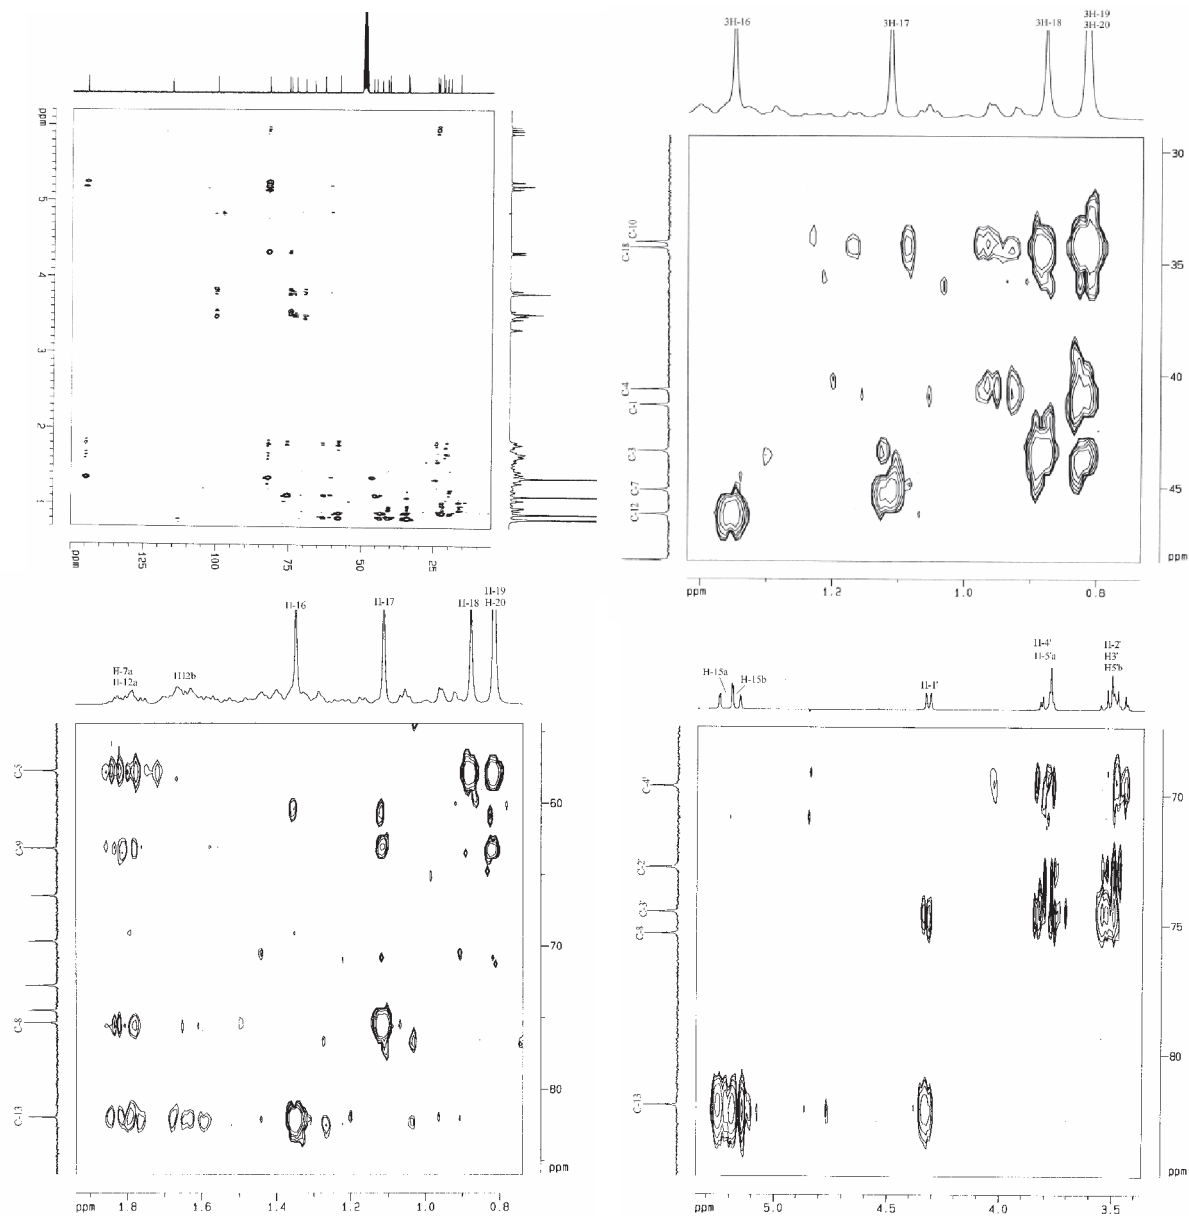 ppm
5
4
3
2
1
ppm
125
100
75
50
25
3H-16
3H-17
3H-18
3H-19
3H-20
C-10
C-18
C-4
C-1
C-3
C-7
C-12
30
35
40
45
ppm
ppm
1.2
1.0
0.8
H-7a
H-12a
H12b
H-16
H-17
H-18
H-19
H-20
C-5
C-9
C-8
C-13
60
70
80
ppm
ppm
1.8
1.6
1.4
1.2
1.0
0.8
H-15a
H-15b
H-1'
H-4'
H-5'a
H-2'
H3'
H5'b
C-4'
C-2'
C-3'
C-8
C-13
70
75
80
ppm
ppm
5.0
4.5
4.0
3.5